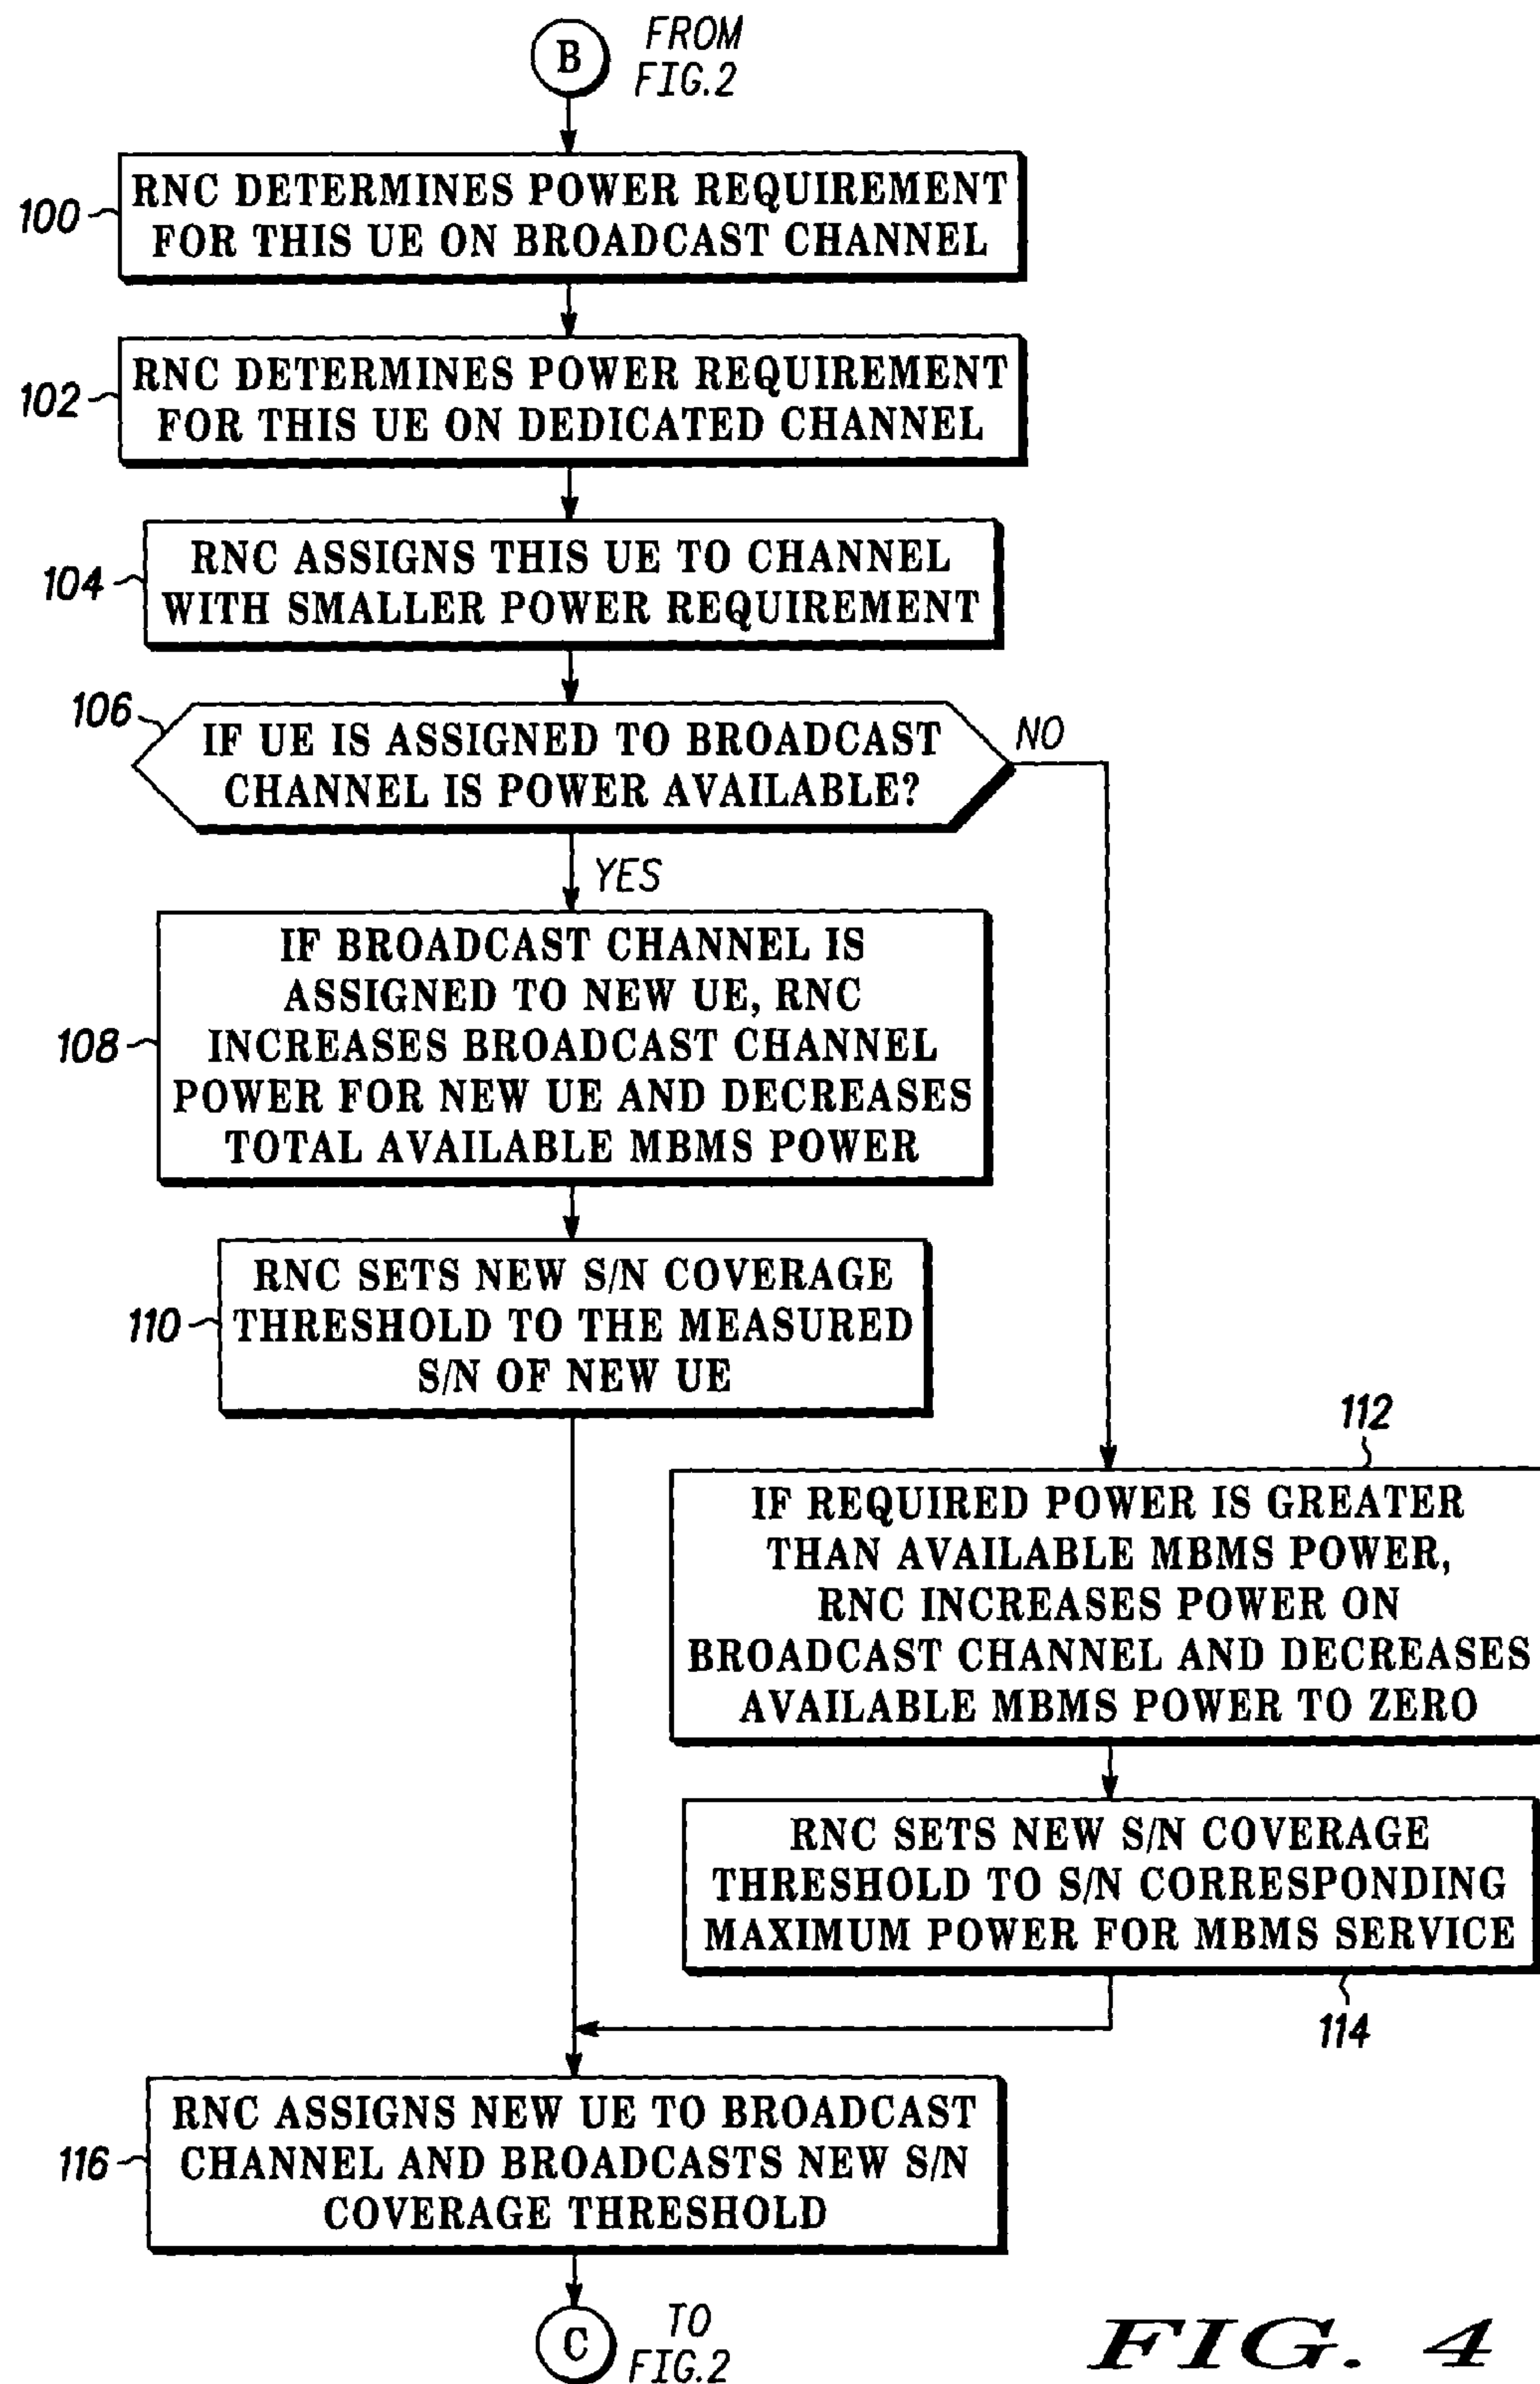 B
FROM
FIG.2
100
RNC DETERMINES POWER REQUIREMENT
FOR THIS UE ON BROADCAST CHANNEL
102
RNC DETERMINES POWER REQUIREMENT
FOR THIS UE ON DEDICATED CHANNEL
104
RNC ASSIGNS THIS UE TO CHANNEL
WITH SMALLER POWER REQUIREMENT
106
IF UE IS ASSIGNED TO BROADCAST
CHANNEL IS POWER AVAILABLE?
NO
YES
108
IF BROADCAST CHANNEL IS
ASSIGNED TO NEW UE, RNC
INCREASES BROADCAST CHANNEL
POWER FOR NEW UE AND DECREASES
TOTAL AVAILABLE MBMS POWER
110
RNC SETS NEW S/N COVERAGE
THRESHOLD TO THE MEASURED
S/N OF NEW UE
112
IF REQUIRED POWER IS GREATER
THAN AVAILABLE MBMS POWER,
RNC INCREASES POWER ON
BROADCAST CHANNEL AND DECREASES
AVAILABLE MBMS POWER TO ZERO
RNC SETS NEW S/N COVERAGE
THRESHOLD TO S/N CORRESPONDING
MAXIMUM POWER FOR MBMS SERVICE
114
116
RNC ASSIGNS NEW UE TO BROADCAST
CHANNEL AND BROADCASTS NEW S/N
COVERAGE THRESHOLD
C
TO
FIG.2
FIG. 4